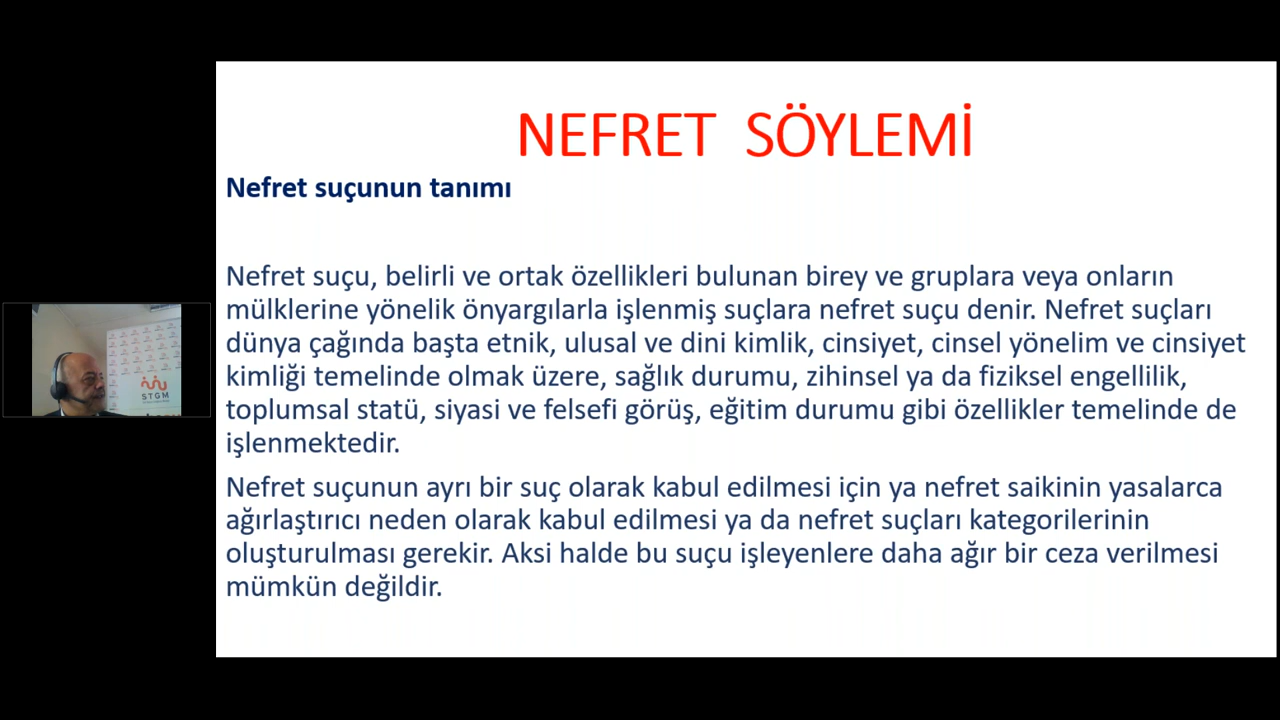 NEFRET SÖYLEMİ
Nefret suçunun tanımı
Nefret suçu, belirli ve ortak özellikleri bulunan birey ve gruplara veya onların
mülklerine yönelik önyargılarla işlenmiş suçlara nefret suçu denir. Nefret suçları
dünya çağında başta etnik, ulusal ve dini kimlik, cinsiyet, cinsel yönelim ve cinsiyet
kimliği temelinde olmak üzere, sağlık durumu, zihinsel ya da fiziksel engellilik,
toplumsal statü, siyasi ve felsefi görüş, eğitim durumu gibi özellikler temelinde de
işlenmektedir.
Nefret suçunun ayrı bir suç olarak kabul edilmesi için ya nefret saikinin yasalarca
ağırlaştırıcı neden olarak kabul edilmesi ya da nefret suçları kategorilerinin
oluşturulması gerekir. Aksi halde bu suçu işleyenlere daha ağır bir ceza verilmesi
mümkün değildir.
STGM